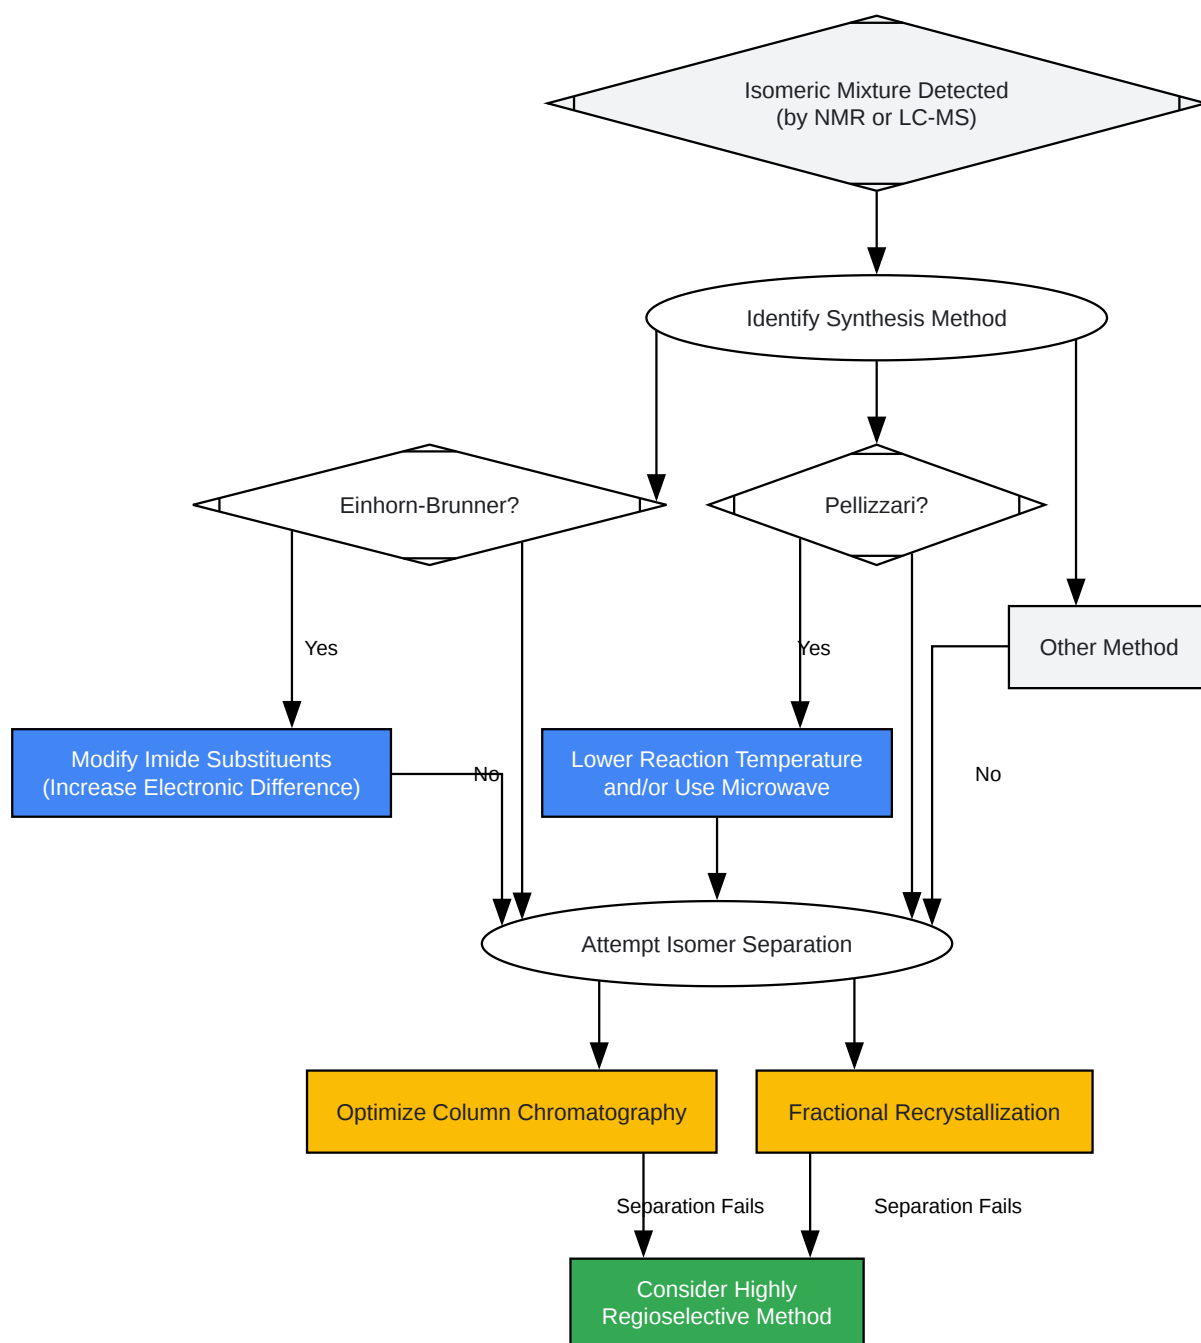 Isomeric Mixture Detected
(by NMR or LC-MS)
Identify Synthesis Method
Einhorn-Brunner?
Pellizzari?
Yes
Yes
Other Method
Modify Imide Substituents
(Increase Electronic Difference)
No
Lower Reaction Temperature
and/or Use Microwave
No
Attempt Isomer Separation
Optimize Column Chromatography
Fractional Recrystallization
Separation Fails
Separation Fails
Consider Highly
Regioselective Method